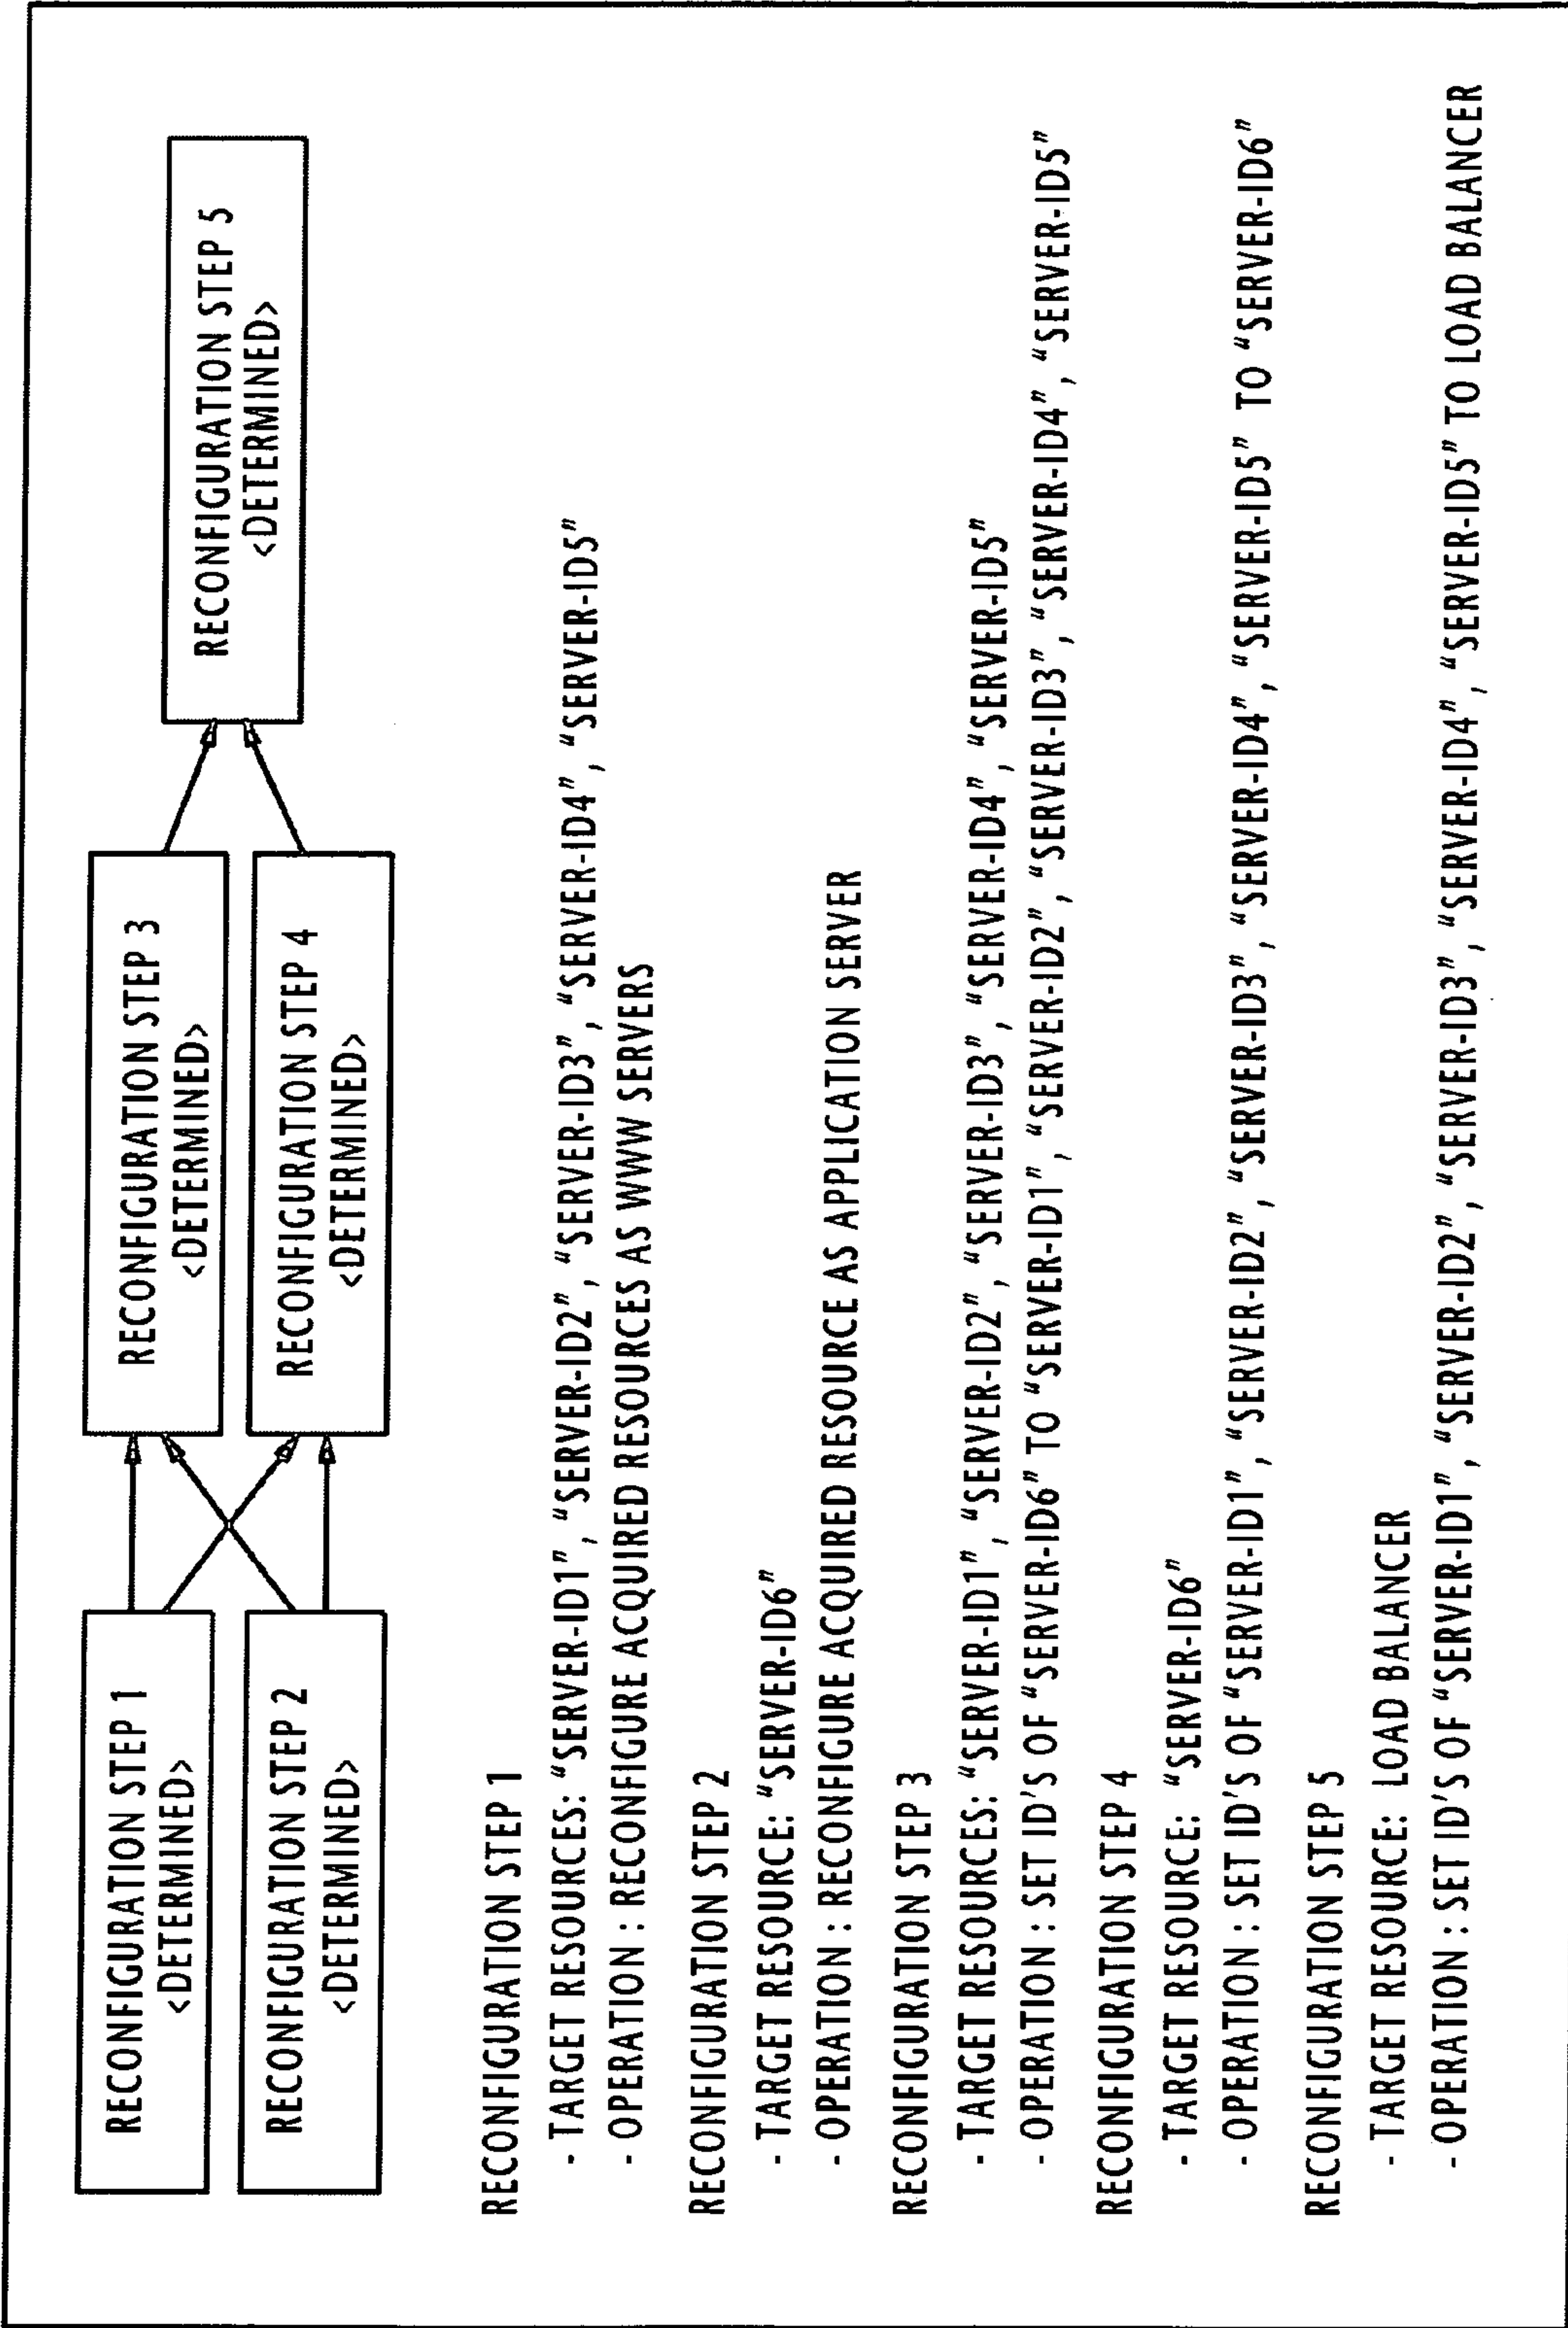 RECONFIGURATION STEP 1
<DETERMINED>
RECONFIGURATION STEP 2
<DETERMINED>
RECONFIGURATION STEP 3
<DETERMINED>
RECONFIGURATION STEP 4
<DETERMINED>
RECONFIGURATION STEP 5
<DETERMINED>
RECONFIGURATION STEP 1
- TARGET RESOURCES: “SERVER-ID1”, “SERVER-ID2”, “SERVER-ID3”, “SERVER-ID4”, “SERVER-ID5”
- OPERATION : RECONFIGURE ACQUIRED RESOURCES AS WWW SERVERS
RECONFIGURATION STEP 2
- TARGET RESOURCE: “SERVER-ID6”
- OPERATION : RECONFIGURE ACQUIRED RESOURCE AS APPLICATION SERVER
RECONFIGURATION STEP 3
- TARGET RESOURCES: “SERVER-ID1”, “SERVER-ID2”, “SERVER-ID3”, “SERVER-ID4”, “SERVER-ID5”
- OPERATION : SET ID'S OF “SERVER-ID6” TO “SERVER-ID1”, “SERVER-ID2”, “SERVER-ID3”, “SERVER-ID4”, “SERVER-ID5”
RECONFIGURATION STEP 4
- TARGET RESOURCE: “SERVER-ID6”
- OPERATION : SET ID'S OF “SERVER-ID1”, “SERVER-ID2”, “SERVER-ID3”, “SERVER-ID4”, “SERVER-ID5” TO “SERVER-ID6”
RECONFIGURATION STEP 5
- TARGET RESOURCE: LOAD BALANCER
- OPERATION : SET ID'S OF “SERVER-ID1”, “SERVER-ID2”, “SERVER-ID3”, “SERVER-ID4”, “SERVER-ID5” TO LOAD BALANCER